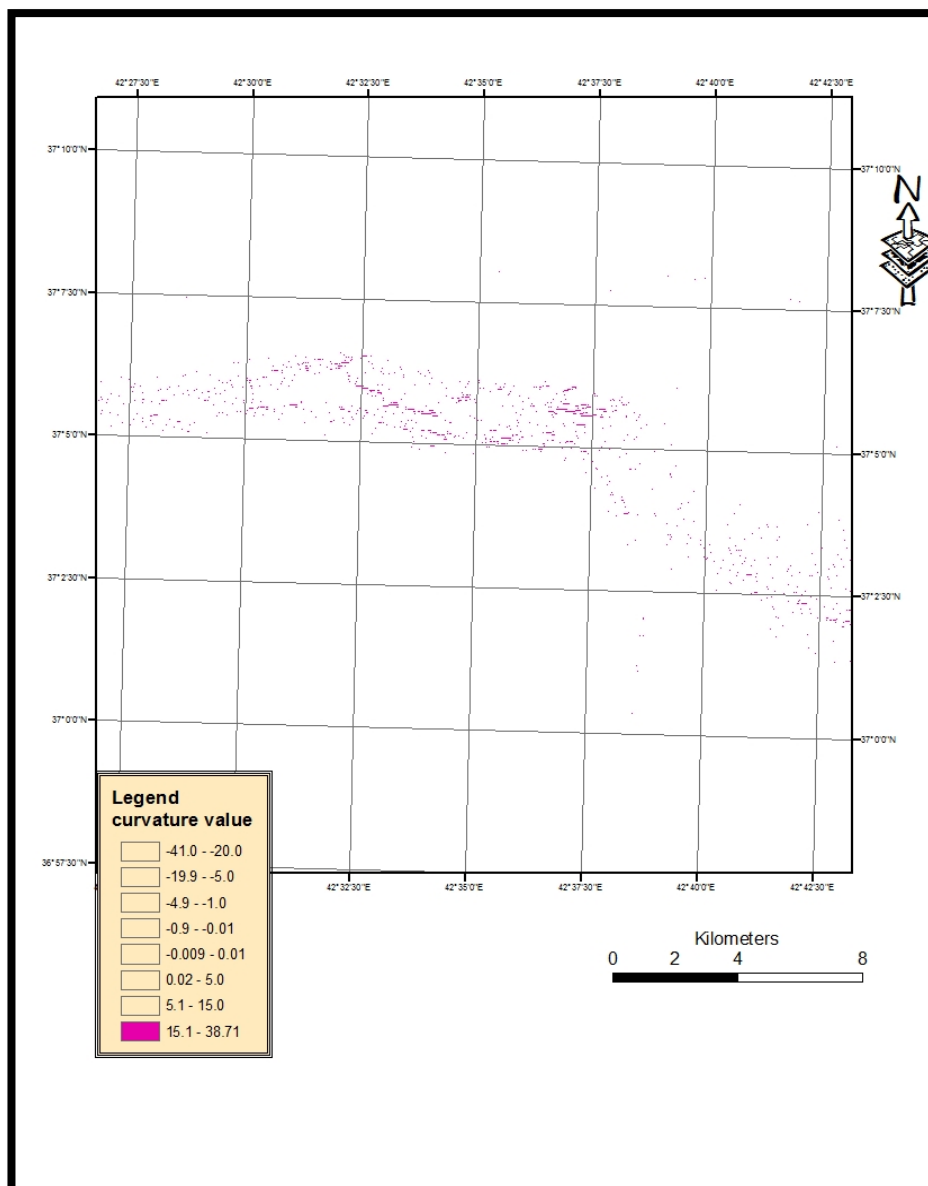 42°27'30"E 42°30'0"E 42°32'30"E 42°35'0"E 42°37'30"E 42°40'0"E 42°42'30"E
37°10'0"N 37°10'0"N
N
37°7'30"N 37°7'30"N
37°5'0"N 37°5'0"N
37°2'30"N 37°2'30"N
37°0'0"N 37°0'0"N
36°57'30"N
42°32'30"E 42°35'0"E 42°37'30"E 42°40'0"E 42°42'30"E
Legend
curvature value
-41.0 - -20.0
-19.9 - -5.0
-4.9 - -1.0
-0.9 - -0.01
-0.009 - 0.01
0.02 - 5.0
5.1 - 15.0
15.1 - 38.71
Kilometers
0 2 4 8